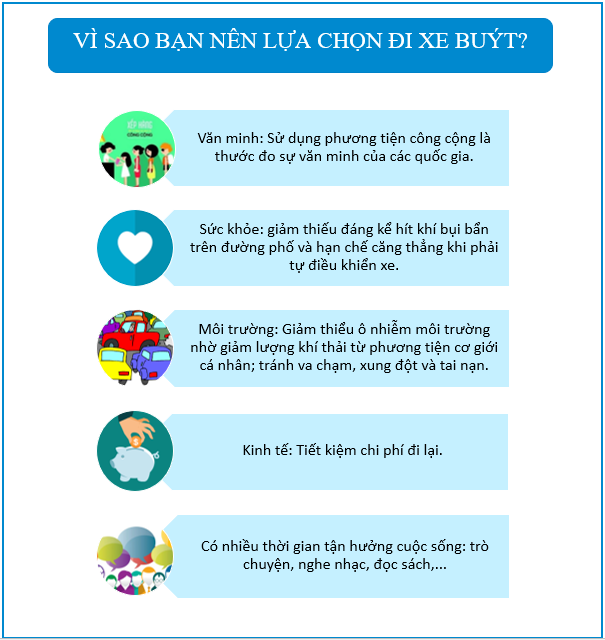 VÌ SAO BẠN NÊN LỰA CHỌN ĐI XE BUÝT?
XẾP HÀNG
CÔNG CỘNG
Văn minh: Sử dụng phương tiện công cộng là
thước đo sự văn minh của các quốc gia.
Sức khỏe: giảm thiếu đáng kể hít khí bụi bẩn
trên đường phố và hạn chế căng thẳng khi phải
tự điều khiển xe.
Môi trường: Giảm thiểu ô nhiễm môi trường
nhờ giảm lượng khí thải từ phương tiện cơ giới
cá nhân; tránh va chạm, xung đột và tai nạn.
Kinh tế: Tiết kiệm chi phí đi lại.
Có nhiều thời gian tận hưởng cuộc sống: trò
chuyện, nghe nhạc, đọc sách,...